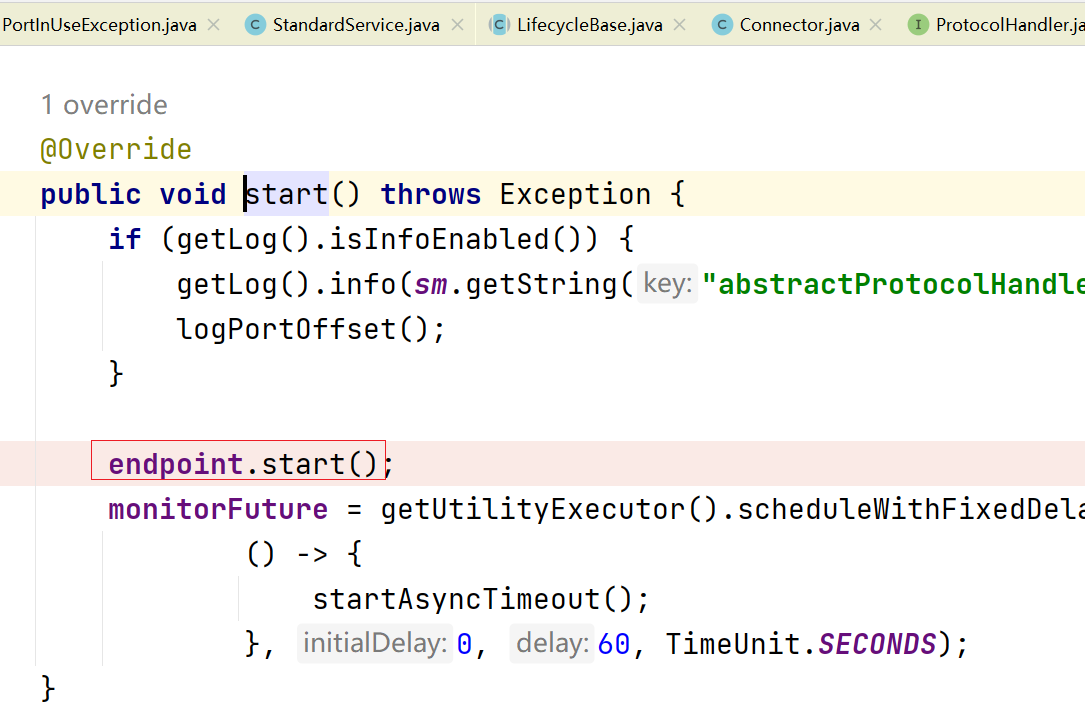 PortInUseException.java × C StandardService.java × C LifecycleBase.java × C Connector.java × I ProtocolHandler.ja
1 override
@Override
public void start() throws Exception {
if (getLog().isInfoEnabled()) {
getLog().info(sm.getString( key: "abstractProtocolHandle
logPortOffset();
}
endpoint.start();
monitorFuture = getUtilityExecutor().scheduleWithFixedDela
() -> {
startAsyncTimeout();
}, initialDelay: 0, delay: 60, TimeUnit.SECONDS);
}